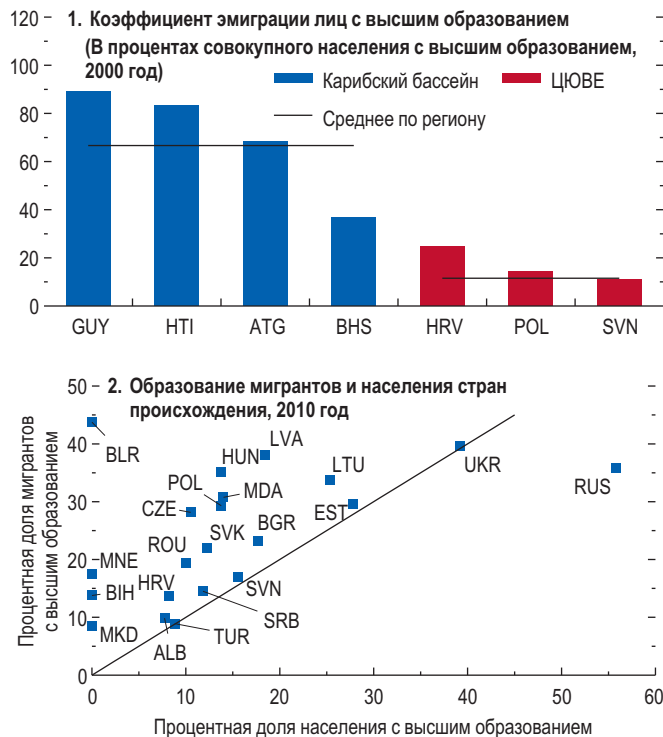 1. Коэффициент эмиграции лиц с высшим образованием
(В процентах совокупного населения с высшим образованием,
2000 год)
Карибский бассейн
ЦЮВЕ
Среднее по региону
120
100
80
60
40
20
0
GUY HTI ATG BHS HRV POL SVN
2. Образование мигрантов и населения стран
происхождения, 2010 год
Процентная доля мигрантов
с высшим образованием
50
40
30
20
10
0
BLR
HUN
LVA
POL
MDA
LTU
UKR
RUS
CZE
EST
ROU
SVK
BGR
MNE
BIH
HRV
SVN
MKD
ALB
TUR
SRB
0 10 20 30 40 50 60
Процентная доля населения с высшим образованием